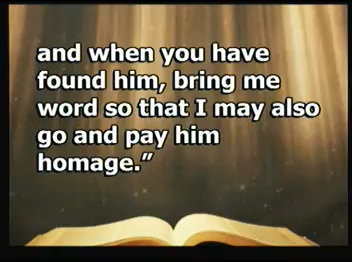 and when you have
found him, bring me
word so that I may also
go and pay him
homage.”